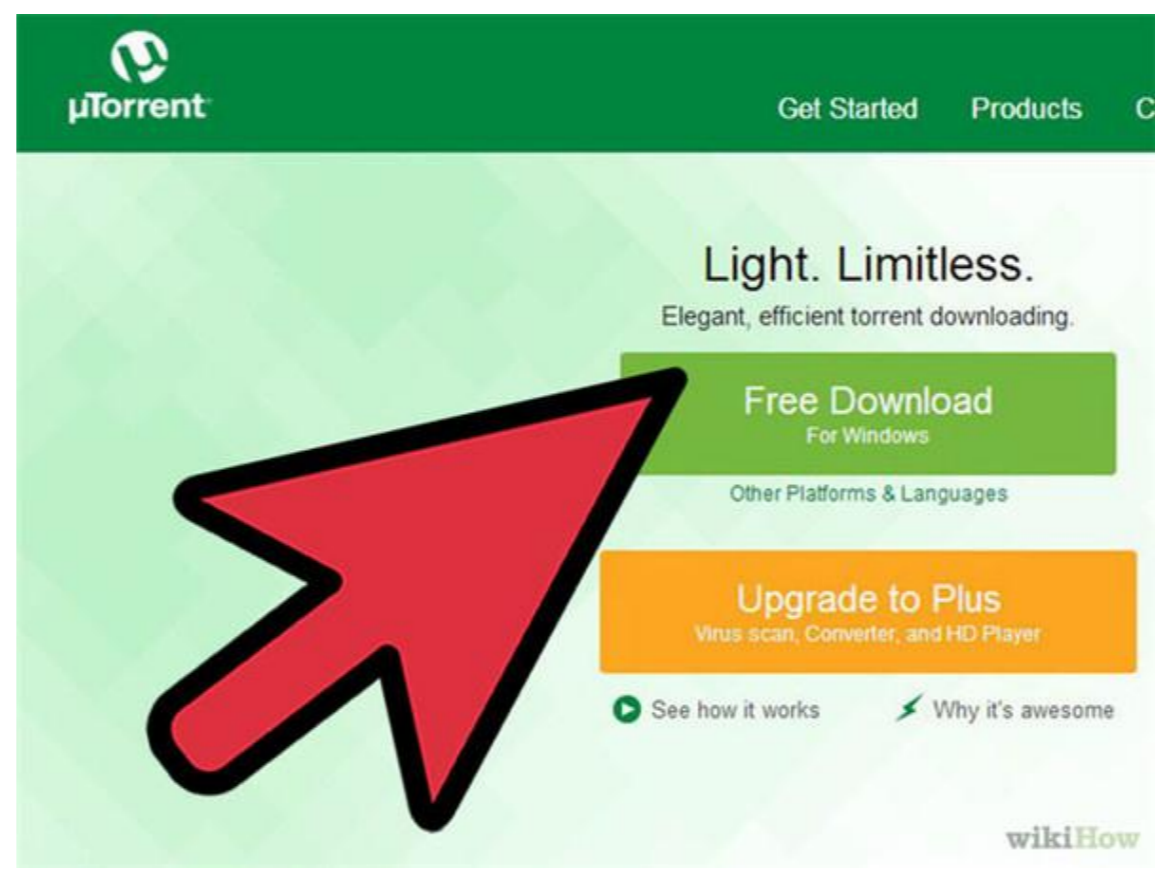 µTorrent
Get Started Products C
Light. Limitless.
Elegant, efficient torrent downloading.
Free Download
For Windows
Other Platforms & Languages
Upgrade to Plus
Virus scan, Converter, and HD Player
See how it works Why it's awesome
wikiHow